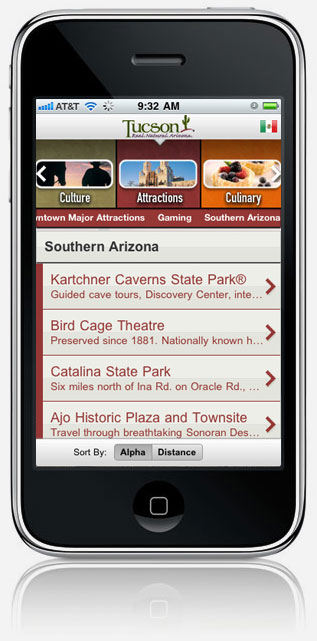 AT&T 9:32 AM
Tucson
Real. Natural. Arizona.
Culture Attractions Culinary
wntown Major Attractions Gaming Southern Arizona
Southern Arizona
Kartchner Caverns State Park®
Guided cave tours, Discovery Center, inte…
Bird Cage Theatre
Preserved since 1881. Nationally known h…
Catalina State Park
Six miles north of Ina Rd. on Oracle Rd., …
Ajo Historic Plaza and Townsite
Travel through breathtaking Sonoran Des…
Sort By: Alpha Distance